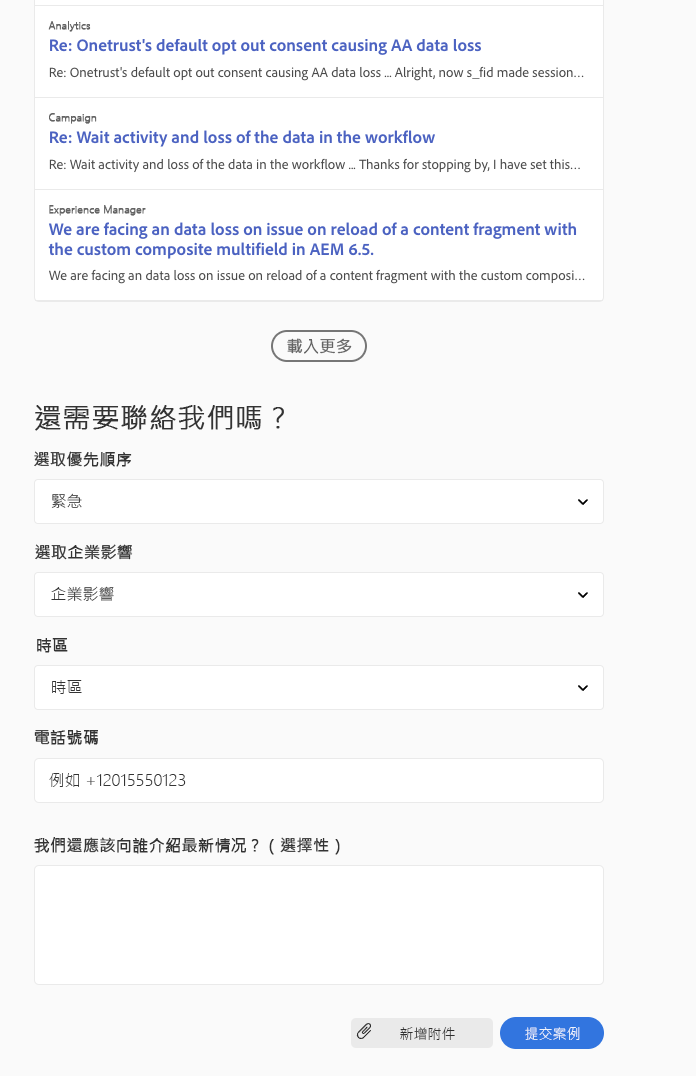 Analytics
Re: Onetrust's default opt out consent causing AA data loss
Re: Onetrust's default opt out consent causing AA data loss ... Alright, now s_fid made session...
Campaign
Re: Wait activity and loss of the data in the workflow
Re: Wait activity and loss of the data in the workflow ... Thanks for stopping by, I have set this...
Experience Manager
We are facing an data loss on issue on reload of a content fragment with
the custom composite multifield in AEM 6.5.
We are facing an data loss on issue on reload of a content fragment with the custom composi...
載入更多
還需要聯絡我們嗎？
選取優先順序
緊急
選取企業影響
企業影響
時區
時區
電話號碼
例如 +12015550123
我們還應該向誰介紹最新情況？（選擇性）
新增附件
提交案例